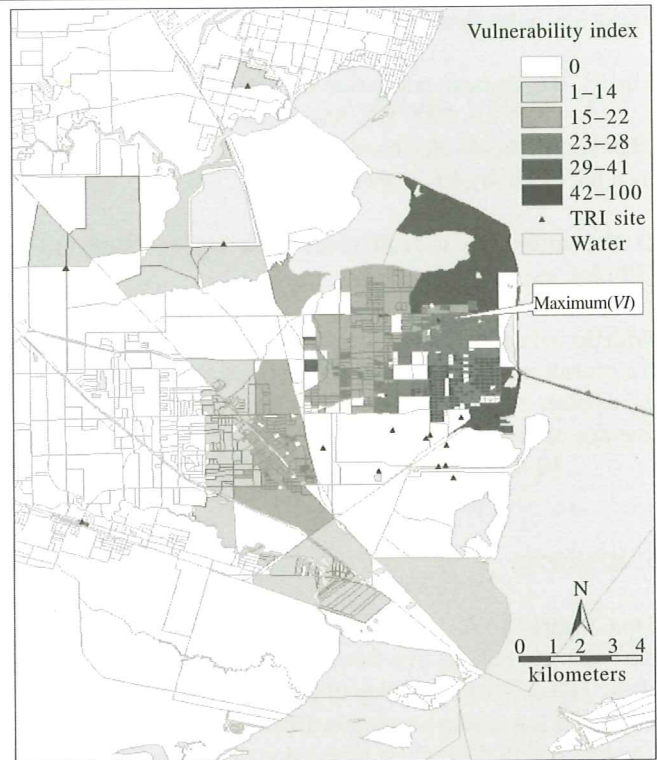 Vulnerability index
0
1–14
15–22
23–28
29–41
42–100
TRI site
Water
Maximum(VI)
N
0 1 2 3 4
kilometers